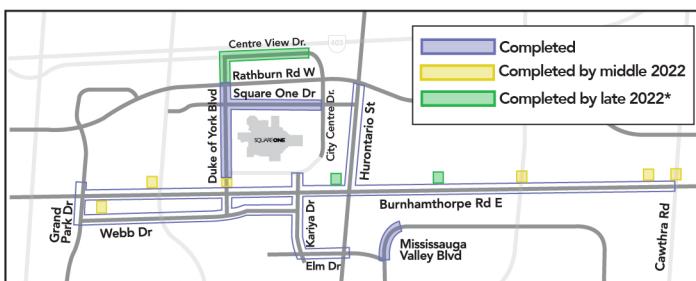 Centre View Dr.
403
Completed
Rathburn Rd W
Completed by middle 2022
Square One Dr
Completed by late 2022*
Duke of York Blvd
City Centre Dr.
Hurontario St
SQUAREONE
Grand
Park Dr
Webb Dr
Kariya Dr
Burnhamthorpe Rd E
Elm Dr
Mississauga
Valley Blvd
Cawthra Rd